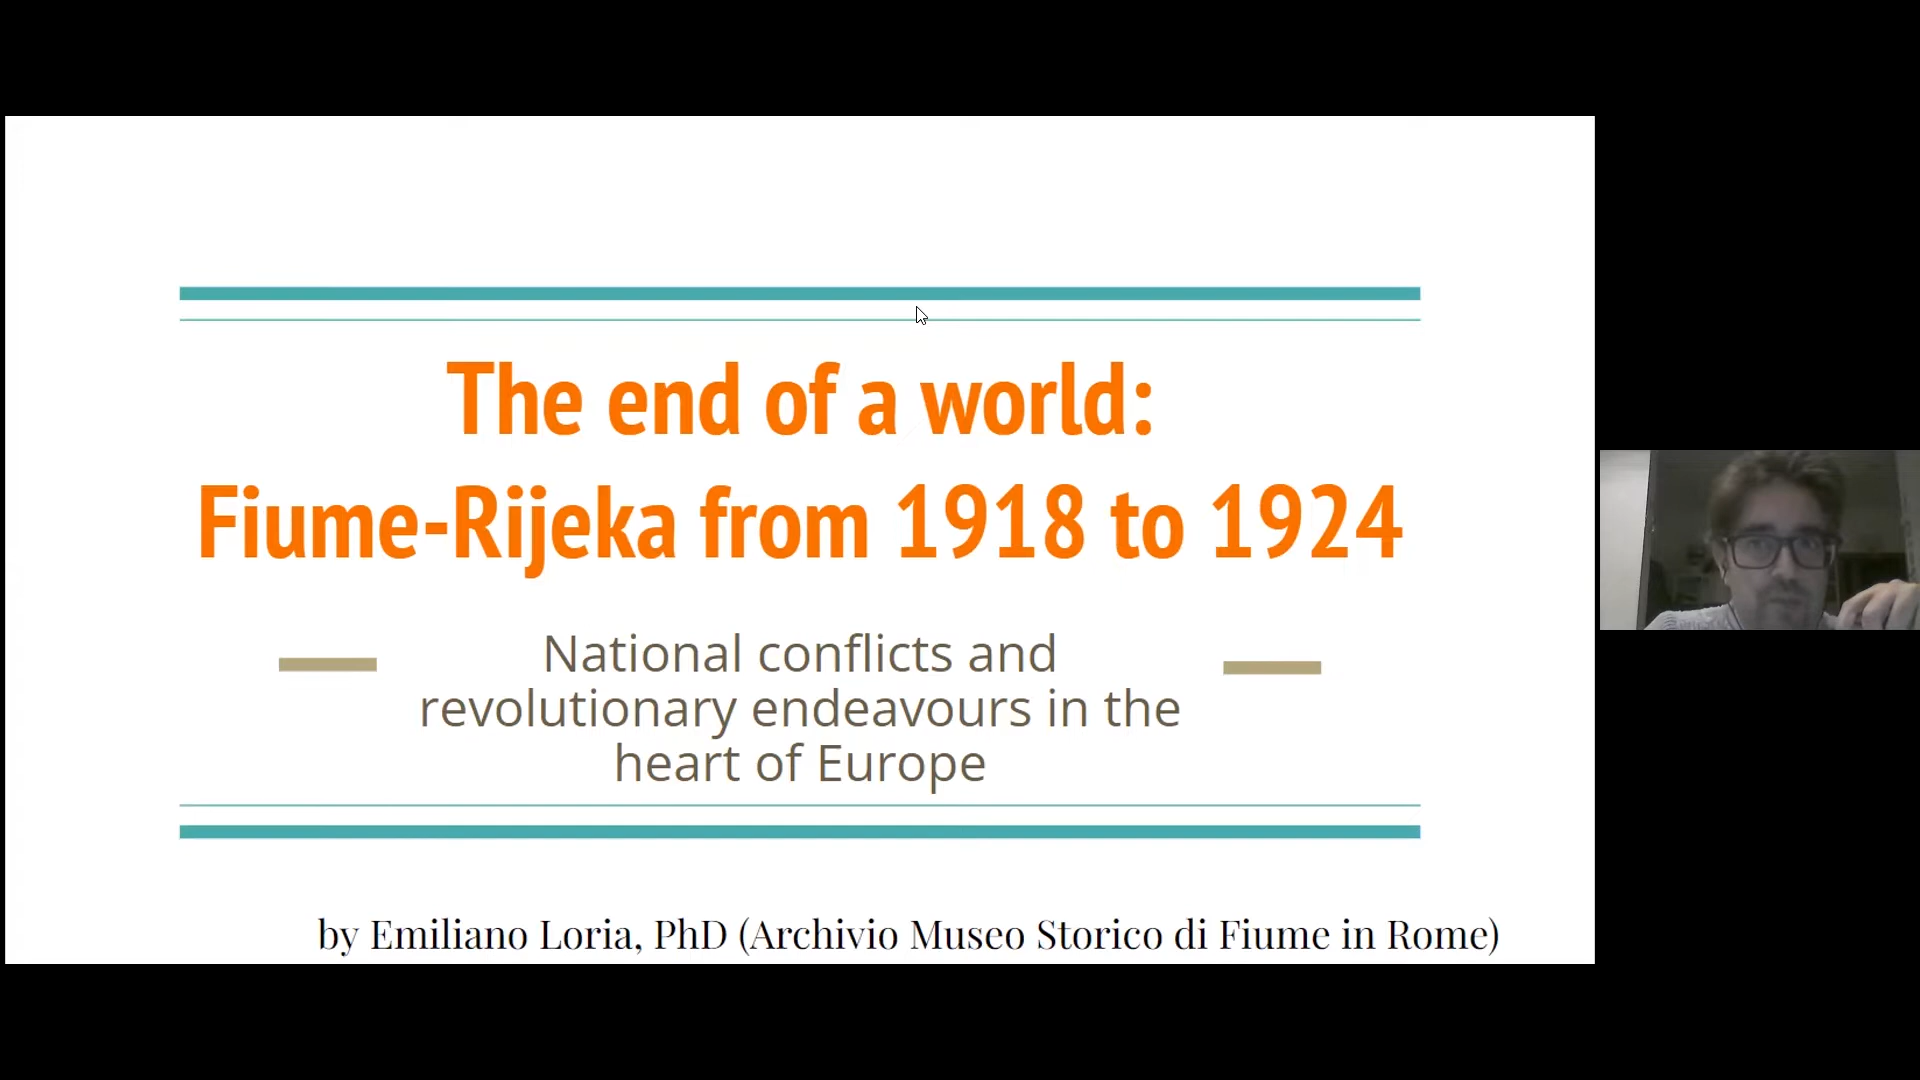 The end of a world:
Fiume-Rijeka from 1918 to 1924
National conflicts and
revolutionary endeavours in the
heart of Europe
by Emiliano Loria, PhD (Archivio Museo Storico di Fiume in Rome)